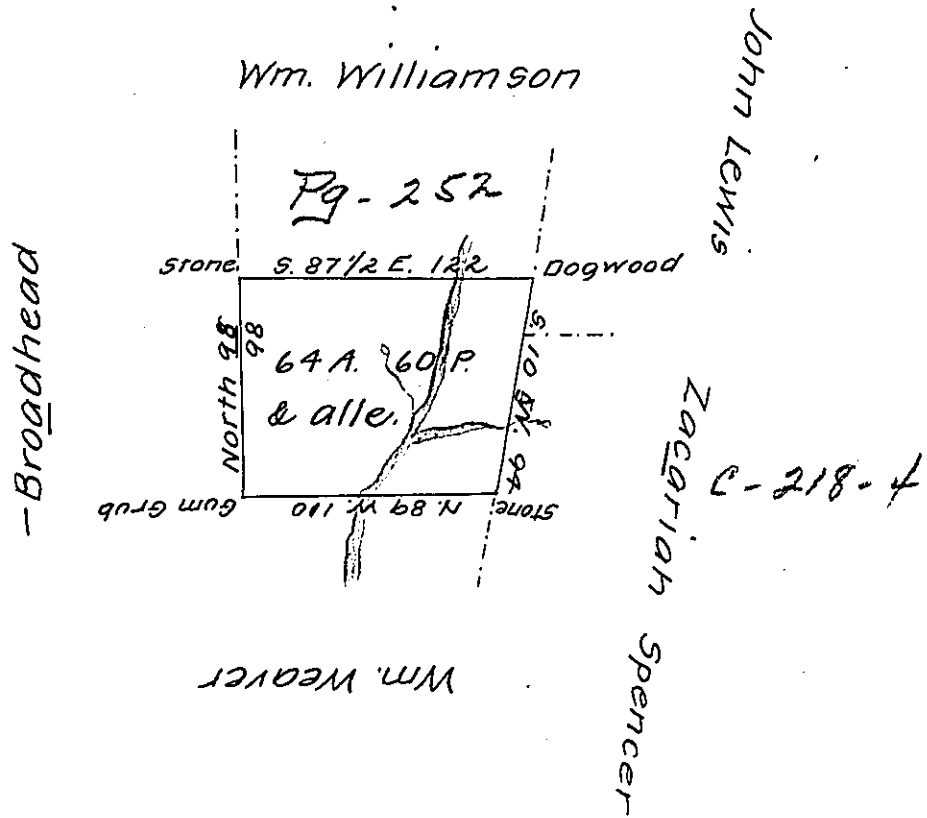 Wm. Williamson
John Lewis
Pg - 252
Stone
S. 87 1/2 E. 122
Dogwood
- Broadhead
North 98
98
64 A. 60 P.
& alle.
S. 10 W. 94
Zacariah Spencer
C-218-
Gum Grub
N. 89 W. 110
Stone
Wm. Weaver